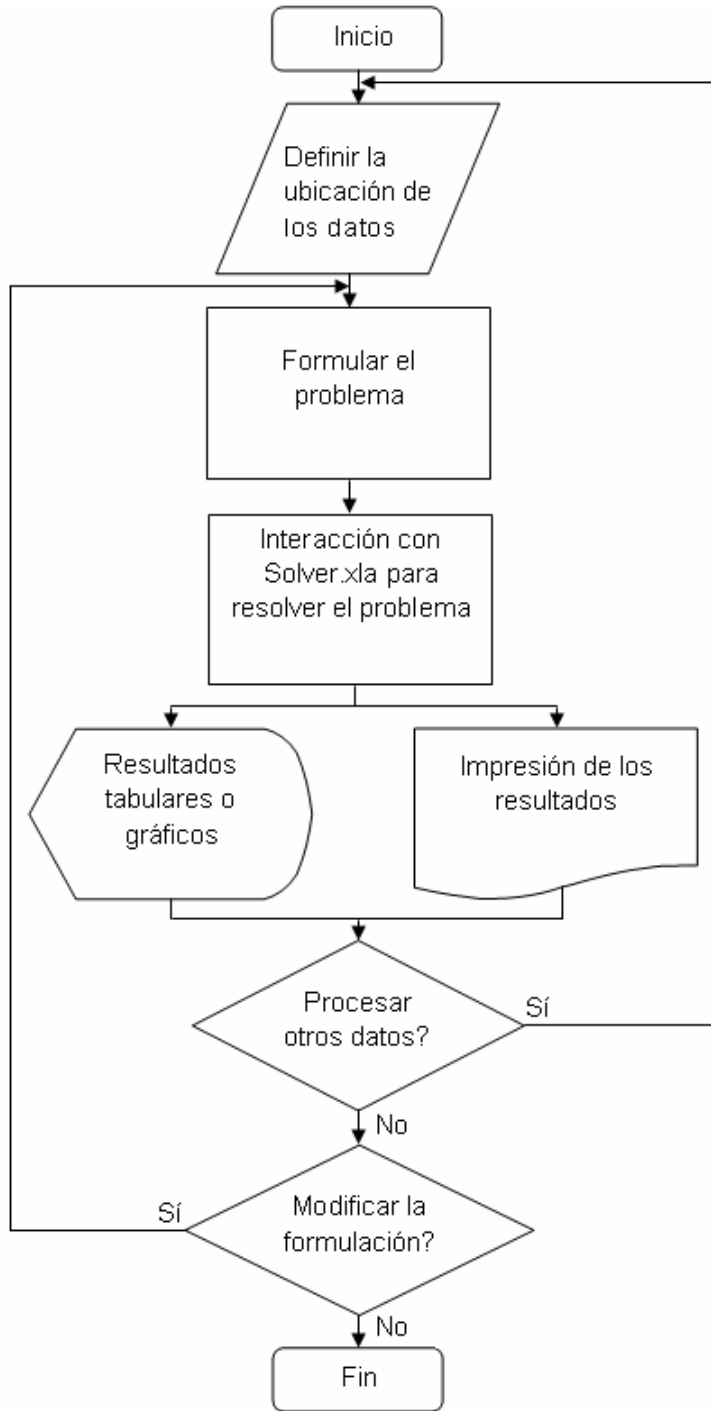 Inicio
Definir la
ubicación de
los datos
Formular el
problema
Interacción con
Solver.xla para
resolver el problema
Resultados
tabulares o
gráficos
Impresión de los
resultados
Procesar
otros datos?
Sí
No
Modificar la
formulación?
Sí
No
Fin